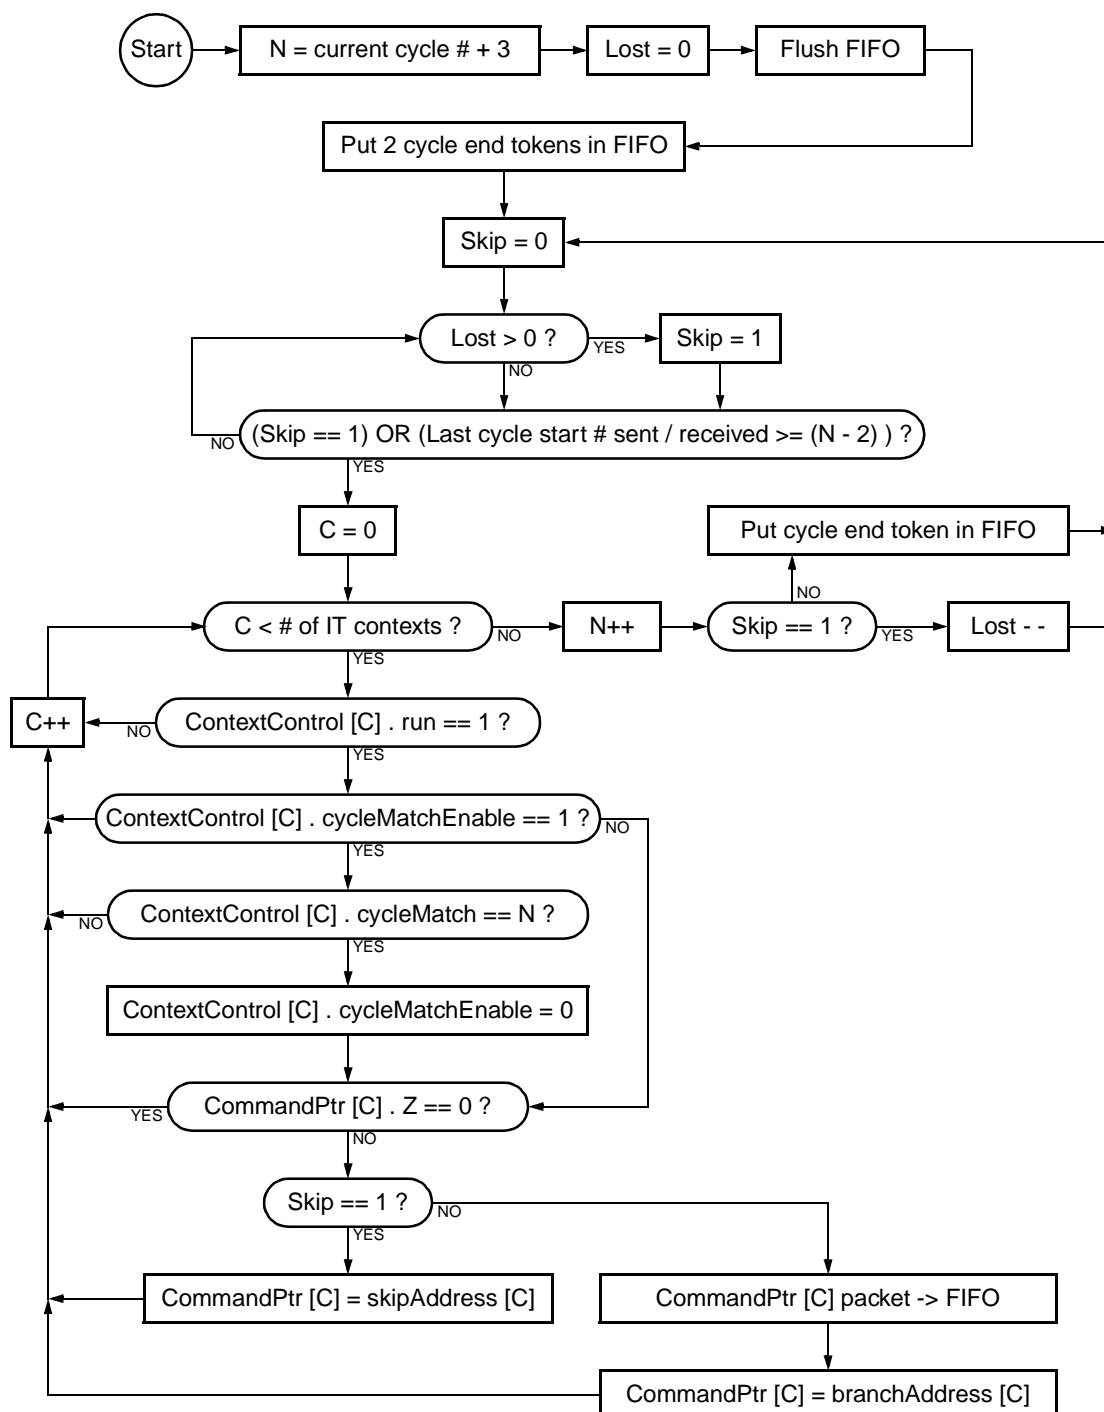 Start
N = current cycle # + 3
Lost = 0
Flush FIFO
Put 2 cycle end tokens in FIFO
Skip = 0
Lost > 0 ?
YES
Skip = 1
NO
(Skip == 1) OR (Last cycle start # sent / received >= (N - 2) ) ?
NO
YES
C = 0
Put cycle end token in FIFO
NO
C < # of IT contexts ?
NO
N++
Skip == 1 ?
YES
Lost - -
YES
C++
NO
ContextControl [C] . run == 1 ?
YES
ContextControl [C] . cycleMatchEnable == 1 ?
NO
YES
NO
ContextControl [C] . cycleMatch == N ?
YES
ContextControl [C] . cycleMatchEnable = 0
YES
CommandPtr [C] . Z == 0 ?
NO
Skip == 1 ?
NO
YES
CommandPtr [C] = skipAddress [C]
CommandPtr [C] packet -> FIFO
CommandPtr [C] = branchAddress [C]